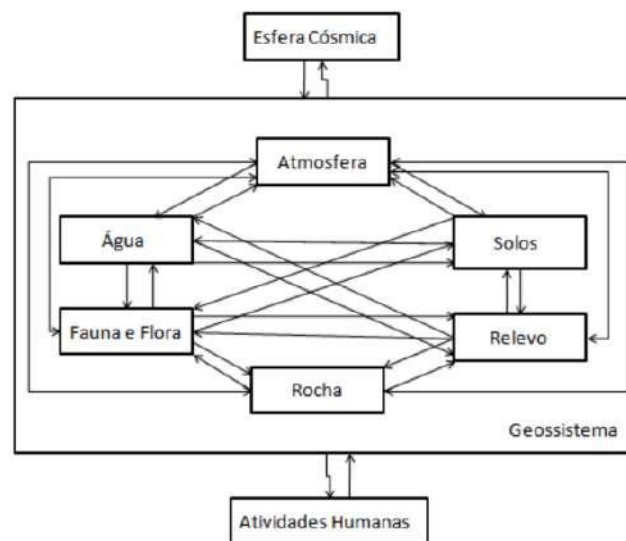 Esfera Cósmica
Atmosfera
Água
Solos
Fauna e Flora
Relevo
Rocha
Geossistema
Atividades Humanas